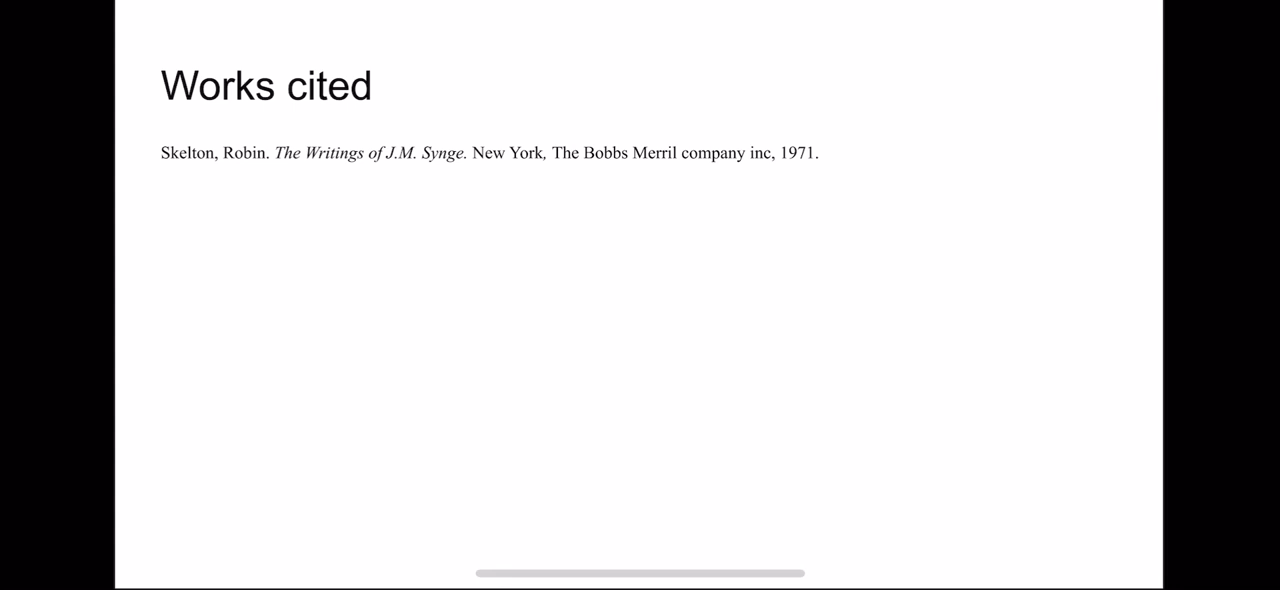 Works cited
Skelton, Robin. The Writings of J.M. Synge. New York, The Bobbs Merril company inc, 1971.